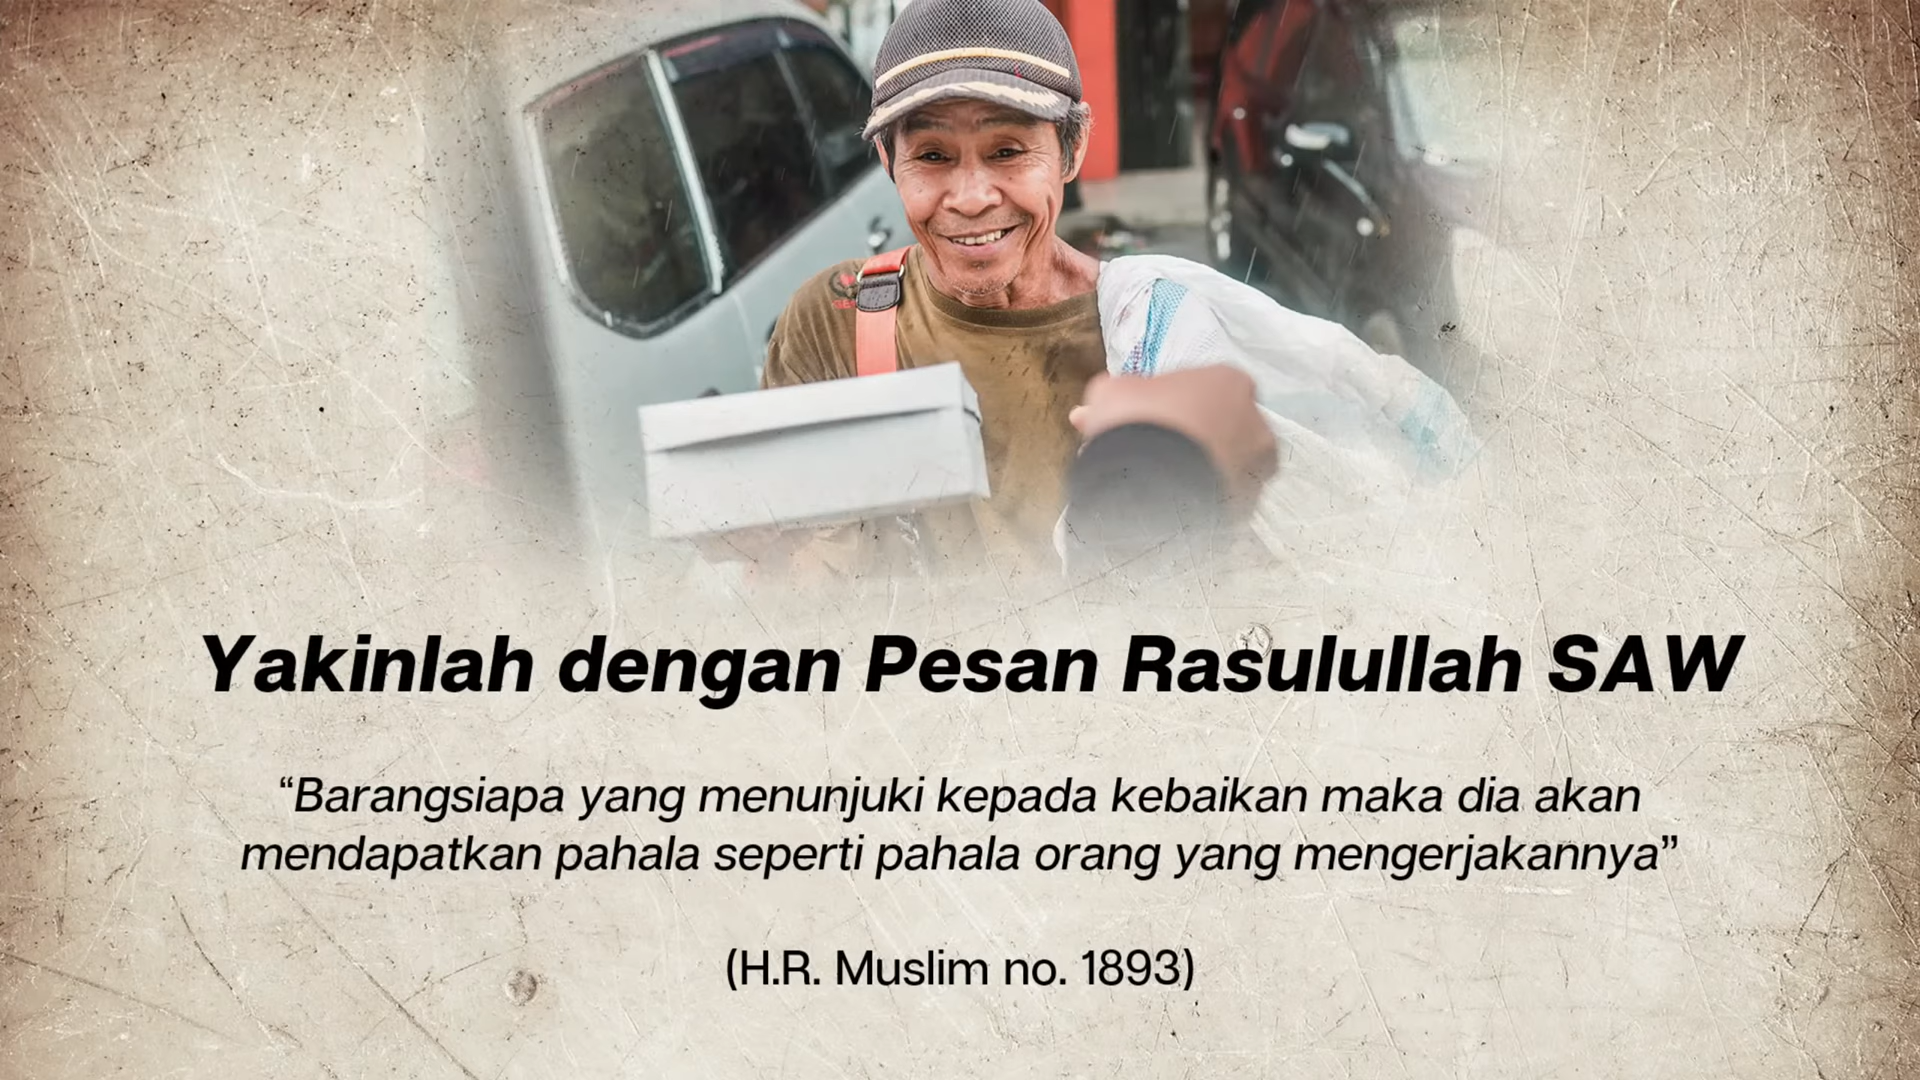 Yakinlah dengan Pesan Rasulullah SAW
“Barangsiapa yang menunjuki kepada kebaikan maka dia akan
mendapatkan pahala seperti pahala orang yang mengerjakannya”
(H.R. Muslim no. 1893)